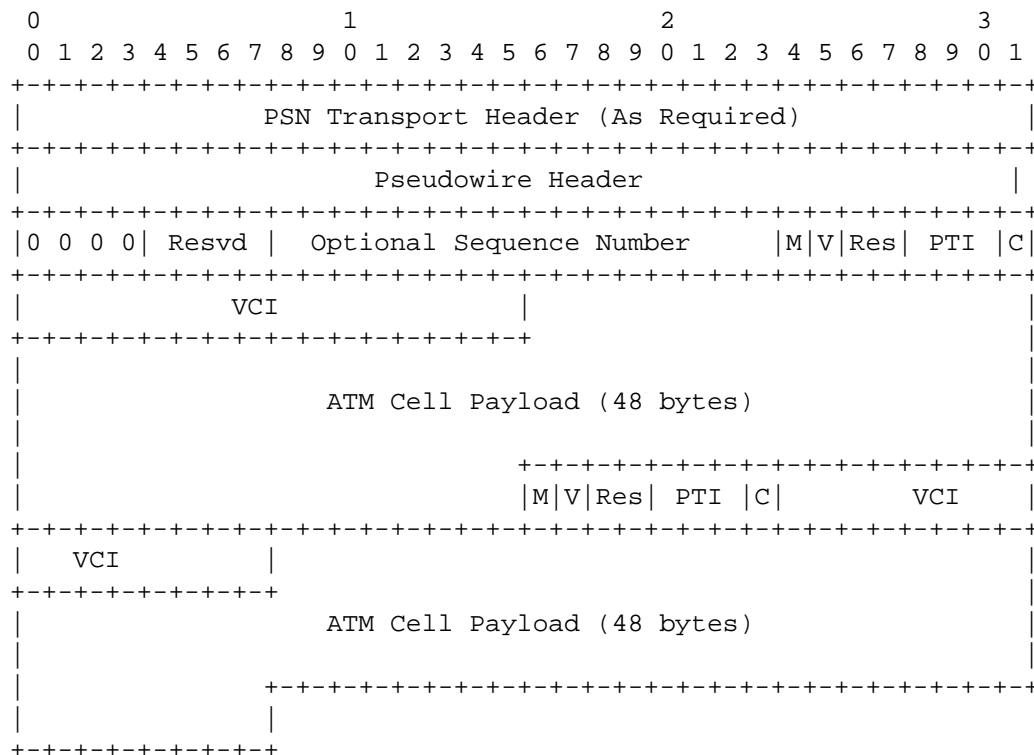 0                   1                   2                   3
 0 1 2 3 4 5 6 7 8 9 0 1 2 3 4 5 6 7 8 9 0 1 2 3 4 5 6 7 8 9 0 1
+-+-+-+-+-+-+-+-+-+-+-+-+-+-+-+-+-+-+-+-+-+-+-+-+-+-+-+-+-+-+-+-+
|               PSN Transport Header (As Required)              |
+-+-+-+-+-+-+-+-+-+-+-+-+-+-+-+-+-+-+-+-+-+-+-+-+-+-+-+-+-+-+-+-+
|                      Pseudowire Header                       |
+-+-+-+-+-+-+-+-+-+-+-+-+-+-+-+-+-+-+-+-+-+-+-+-+-+-+-+-+-+-+-+-+
|0 0 0 0| Resvd |  Optional Sequence Number     |M|V|Res| PTI |C|
+-+-+-+-+-+-+-+-+-+-+-+-+-+-+-+-+-+-+-+-+-+-+-+-+-+-+-+-+-+-+-+-+
|             VCI               |                               |
+-+-+-+-+-+-+-+-+-+-+-+-+-+-+-+-+                               |
|                                                               |
|                   ATM Cell Payload (48 bytes)                 |
|                                                               |
|                               +-+-+-+-+-+-+-+-+-+-+-+-+-+-+-+-+
|                               |M|V|Res| PTI |C|        VCI    |
+-+-+-+-+-+-+-+-+-+-+-+-+-+-+-+-+-+-+-+-+-+-+-+-+-+-+-+-+-+-+-+-+
|   VCI         |                                               |
+-+-+-+-+-+-+-+-+                                               |
|                   ATM Cell Payload (48 bytes)                 |
|                                                               |
|               +-+-+-+-+-+-+-+-+-+-+-+-+-+-+-+-+-+-+-+-+-+-+-+-+
|               |
+-+-+-+-+-+-+-+-+